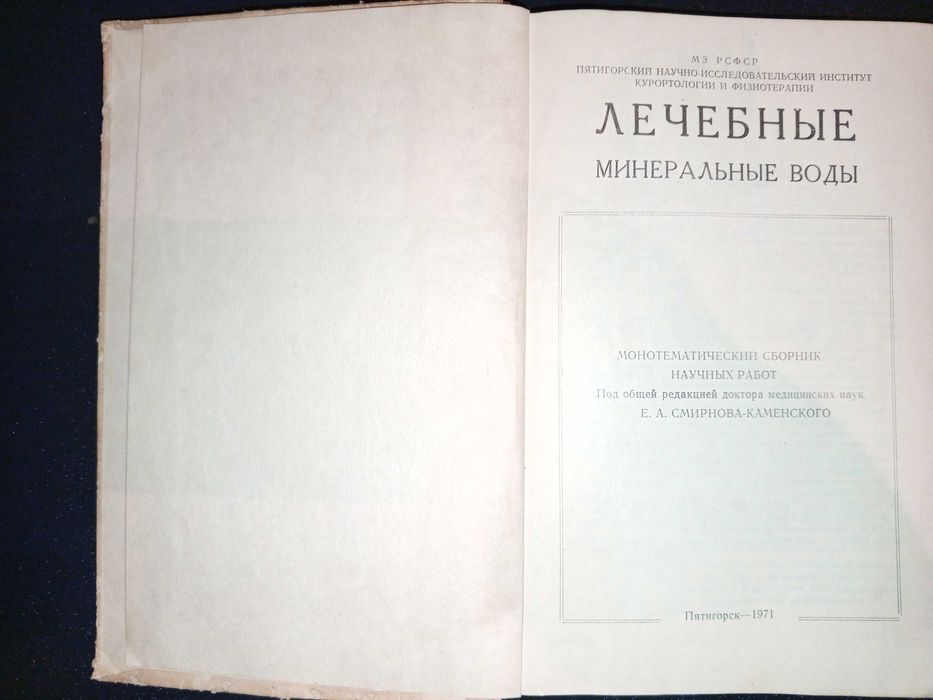 МЗ РСФСР
ПЯТИГОРСКИЙ НАУЧНО-ИССЛЕДОВАТЕЛЬСКИЙ ИНСТИТУТ
КУРОРТОЛОГИИ И ФИЗИОТЕРАПИИ
ЛЕЧЕБНЫЕ
МИНЕРАЛЬНЫЕ ВОДЫ
МОНОТЕМАТИЧЕСКИЙ СБОРНИК
НАУЧНЫХ РАБОТ
Под общей редакцией доктора медицинских наук
Е. А. СМИРНОВА-КАМЕНСКОГО
Пятигорск—1971